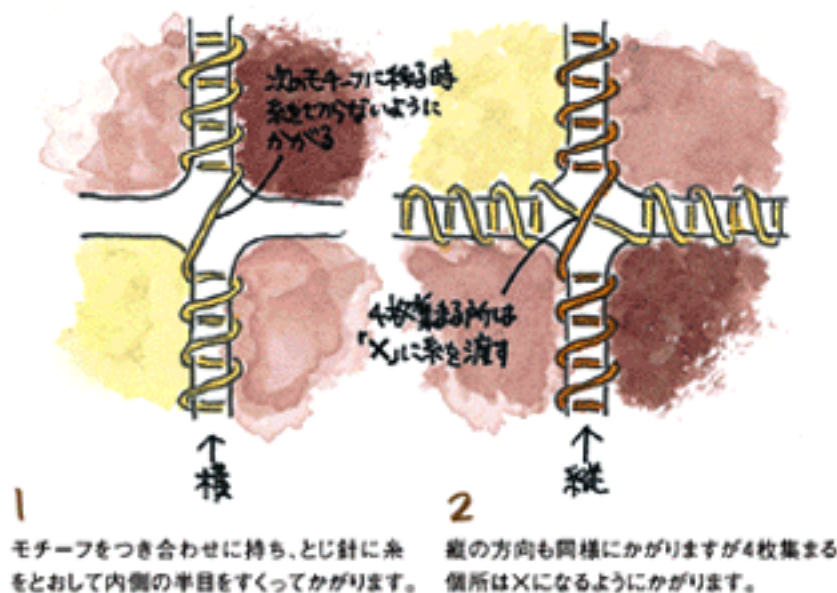 次のモチーフに移る時
糸を切らないように
かがる
4枚集まる所は
「×」に糸を渡す
↑
横
↑
縦
1
モチーフをつき合わせに持ち、とじ針に糸
をとおして内側の半目をすくってかがります。
2
縦の方向も同様にかがりますが4枚集まる
個所は×になるようにかがります。